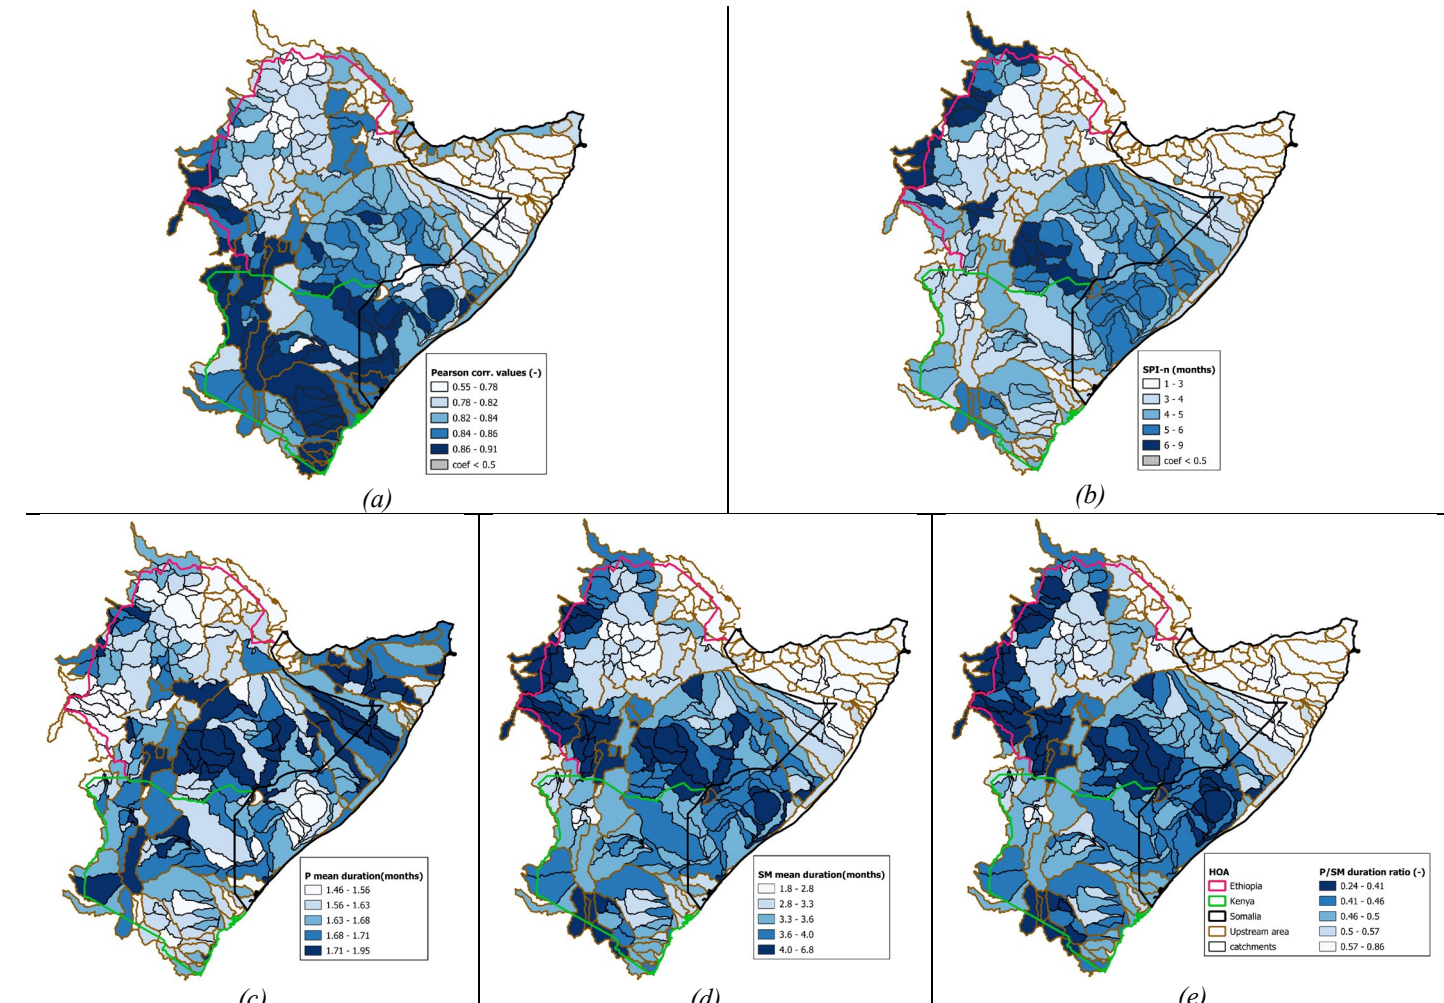 Pearson corr. values (-)
0.55 - 0.78
0.78 - 0.82
0.82 - 0.84
0.84 - 0.86
0.86 - 0.91
coef < 0.5
(a)
SPI-n (months)
1 - 3
3 - 4
4 - 5
5 - 6
6 - 9
coef < 0.5
(b)
P mean duration(months)
1.46 - 1.56
1.56 - 1.63
1.63 - 1.68
1.68 - 1.71
1.71 - 1.95
(c)
SM mean duration(months)
1.8 - 2.8
2.8 - 3.3
3.3 - 3.6
3.6 - 4.0
4.0 - 6.8
(d)
HOA
Ethiopia
Kenya
Somalia
Upstream area
catchments
P/SM duration ratio (-)
0.24 - 0.41
0.41 - 0.46
0.46 - 0.5
0.5 - 0.57
0.57 - 0.86
(e)